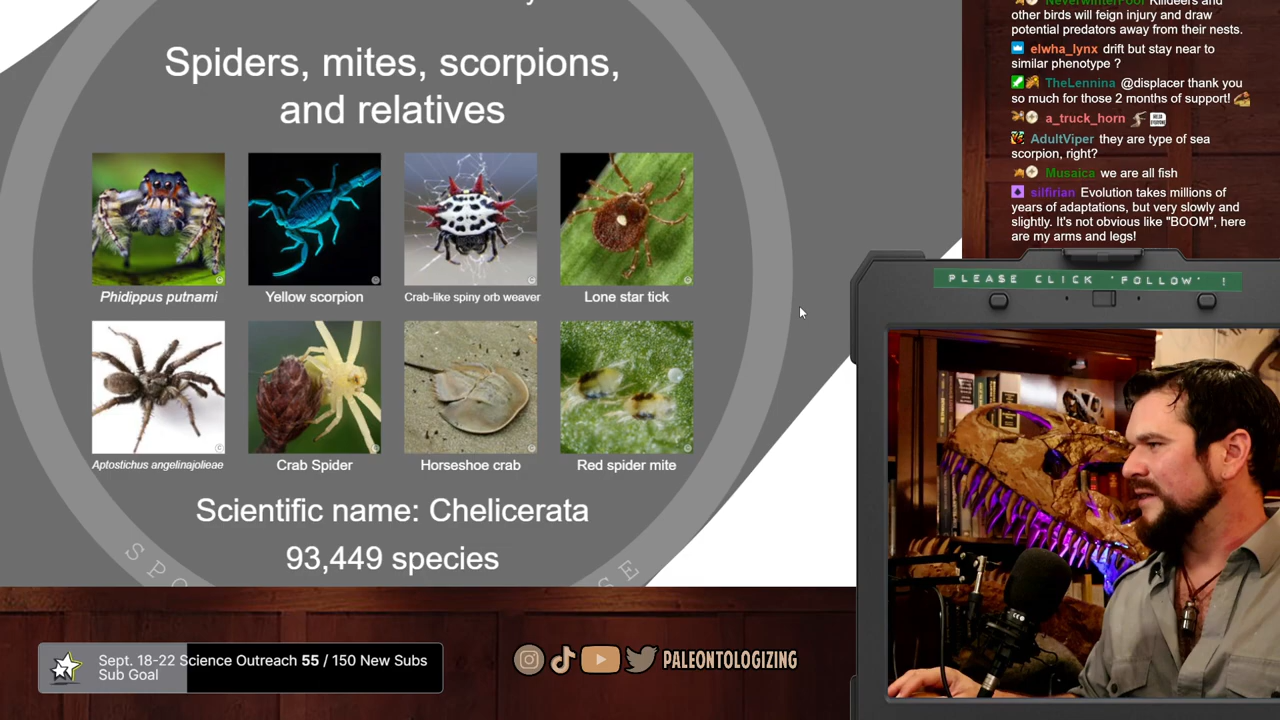 Spiders, mites, scorpions,
and relatives
Phidippus putnami
Yellow scorpion
Crab-like spiny orb weaver
Lone star tick
Aptostichus angelinajolieae
Crab Spider
Horseshoe crab
Red spider mite
Scientific name: Chelicerata
93,449 species
Killdeers and
other birds will feign injury and draw
potential predators away from their nests.
elwha_lynx drift but stay near to
similar phenotype ?
TheLennina @displacer thank you
so much for those 2 months of support!
a_truck_horn
AdultViper they are type of sea
scorpion, right?
Musaica we are all fish
silfirian Evolution takes millions of
years of adaptations, but very slowly and
slightly. It's not obvious like "BOOM", here
are my arms and legs!
PLEASE CLICK 'FOLLOW' !
Sept. 18-22 Science Outreach 55 / 150 New Subs
Sub Goal
PALEONTOLOGIZING